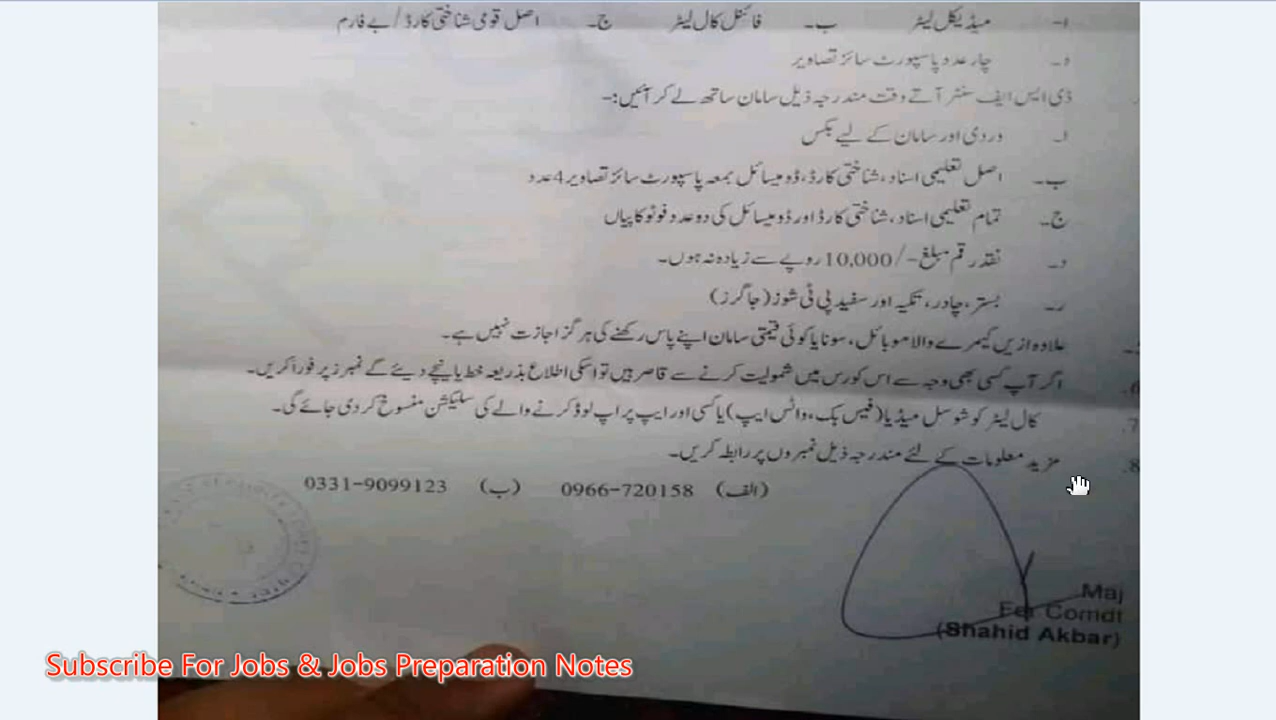 ا۔ میڈیکل لیٹر ب۔ فائنل کال لیٹر ج۔ اصل قومی شناختی کارڈ/بے فارم
د۔ چار عدد پاسپورٹ سائز تصاویر
ڈی ایس ایف سنٹر آتے وقت مندرجہ ذیل سامان ساتھ لے کر آئیں:-
ا۔ وردی اور سامان کے لیے بکس
ب۔ اصل تعلیمی اسناد، شناختی کارڈ، ڈومیسائل بمعہ پاسپورٹ سائز تصاویر 4 عدد
ج۔ تمام تعلیمی اسناد، شناختی کارڈ اور ڈومیسائل کی دو عدد فوٹو کاپیاں
د۔ نقد رقم مبلغ -/10,000 روپے سے زیادہ نہ ہوں۔
ر۔ بستر، چادر، تکیہ اور سفید پی ٹی شوز (جاگرز)
علاوہ ازیں کیمرے والا موبائل، سونا یا کوئی قیمتی سامان اپنے پاس رکھنے کی ہرگز اجازت نہیں ہے۔
6. اگر آپ کسی بھی وجہ سے اس کورس میں شمولیت کرنے سے قاصر ہیں تو اسکی اطلاع بذریعہ خط یا نیچے دیئے گے نمبرز پر فوراً کریں۔
7. کال لیٹر کو شوسل میڈیا (فیس بک، واٹس ایپ) یا کسی اور ایپ پر اپ لوڈ کرنے والے کی سلیکشن منسوخ کر دی جائے گی۔
8. مزید معلومات کے لئے مندرجہ ذیل نمبروں پر رابطہ کریں۔
(الف) 0966-720158 (ب) 0331-9099123
Maj
For Comdt
(Shahid Akbar)
Subscribe For Jobs & Jobs Preparation Notes